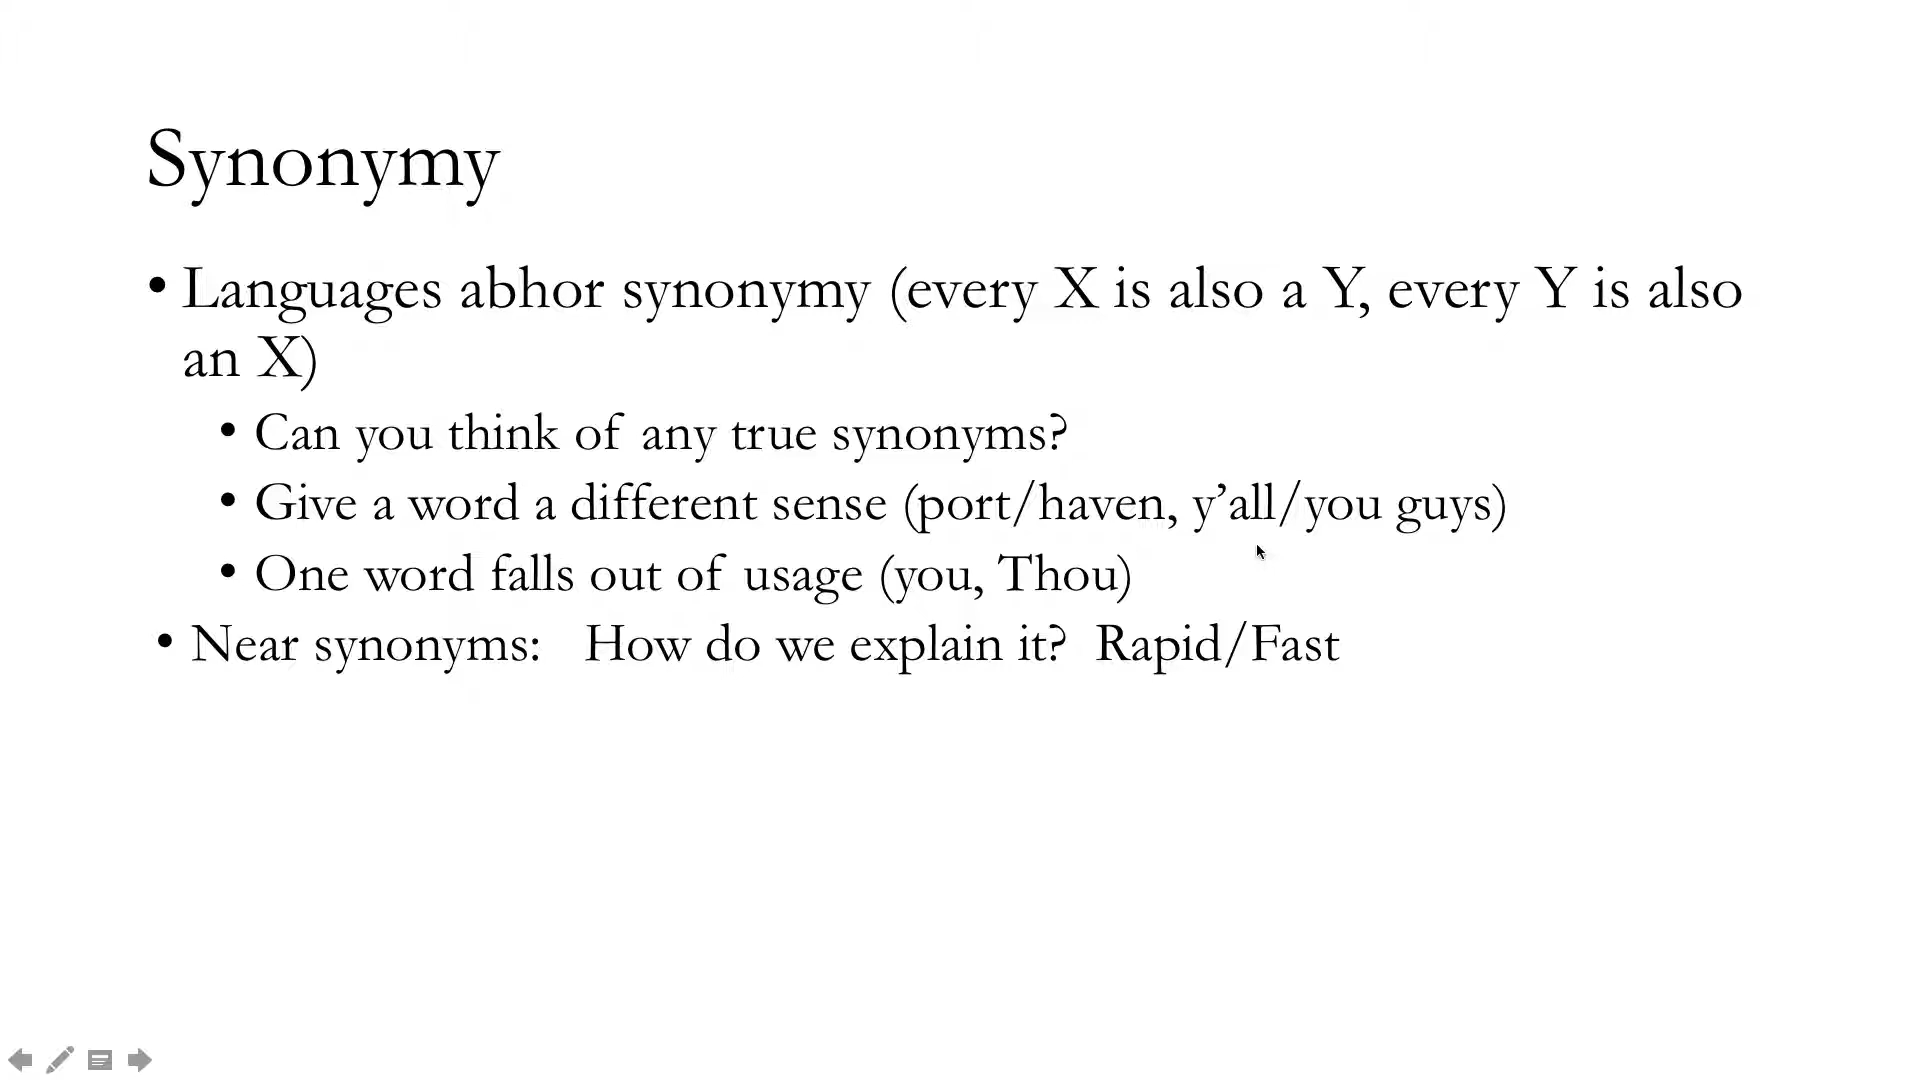 Synonymy
• Languages abhor synonymy (every X is also a Y, every Y is also
an X)
• Can you think of any true synonyms?
• Give a word a different sense (port/haven, y’all/you guys)
• One word falls out of usage (you, Thou)
• Near synonyms: How do we explain it? Rapid/Fast